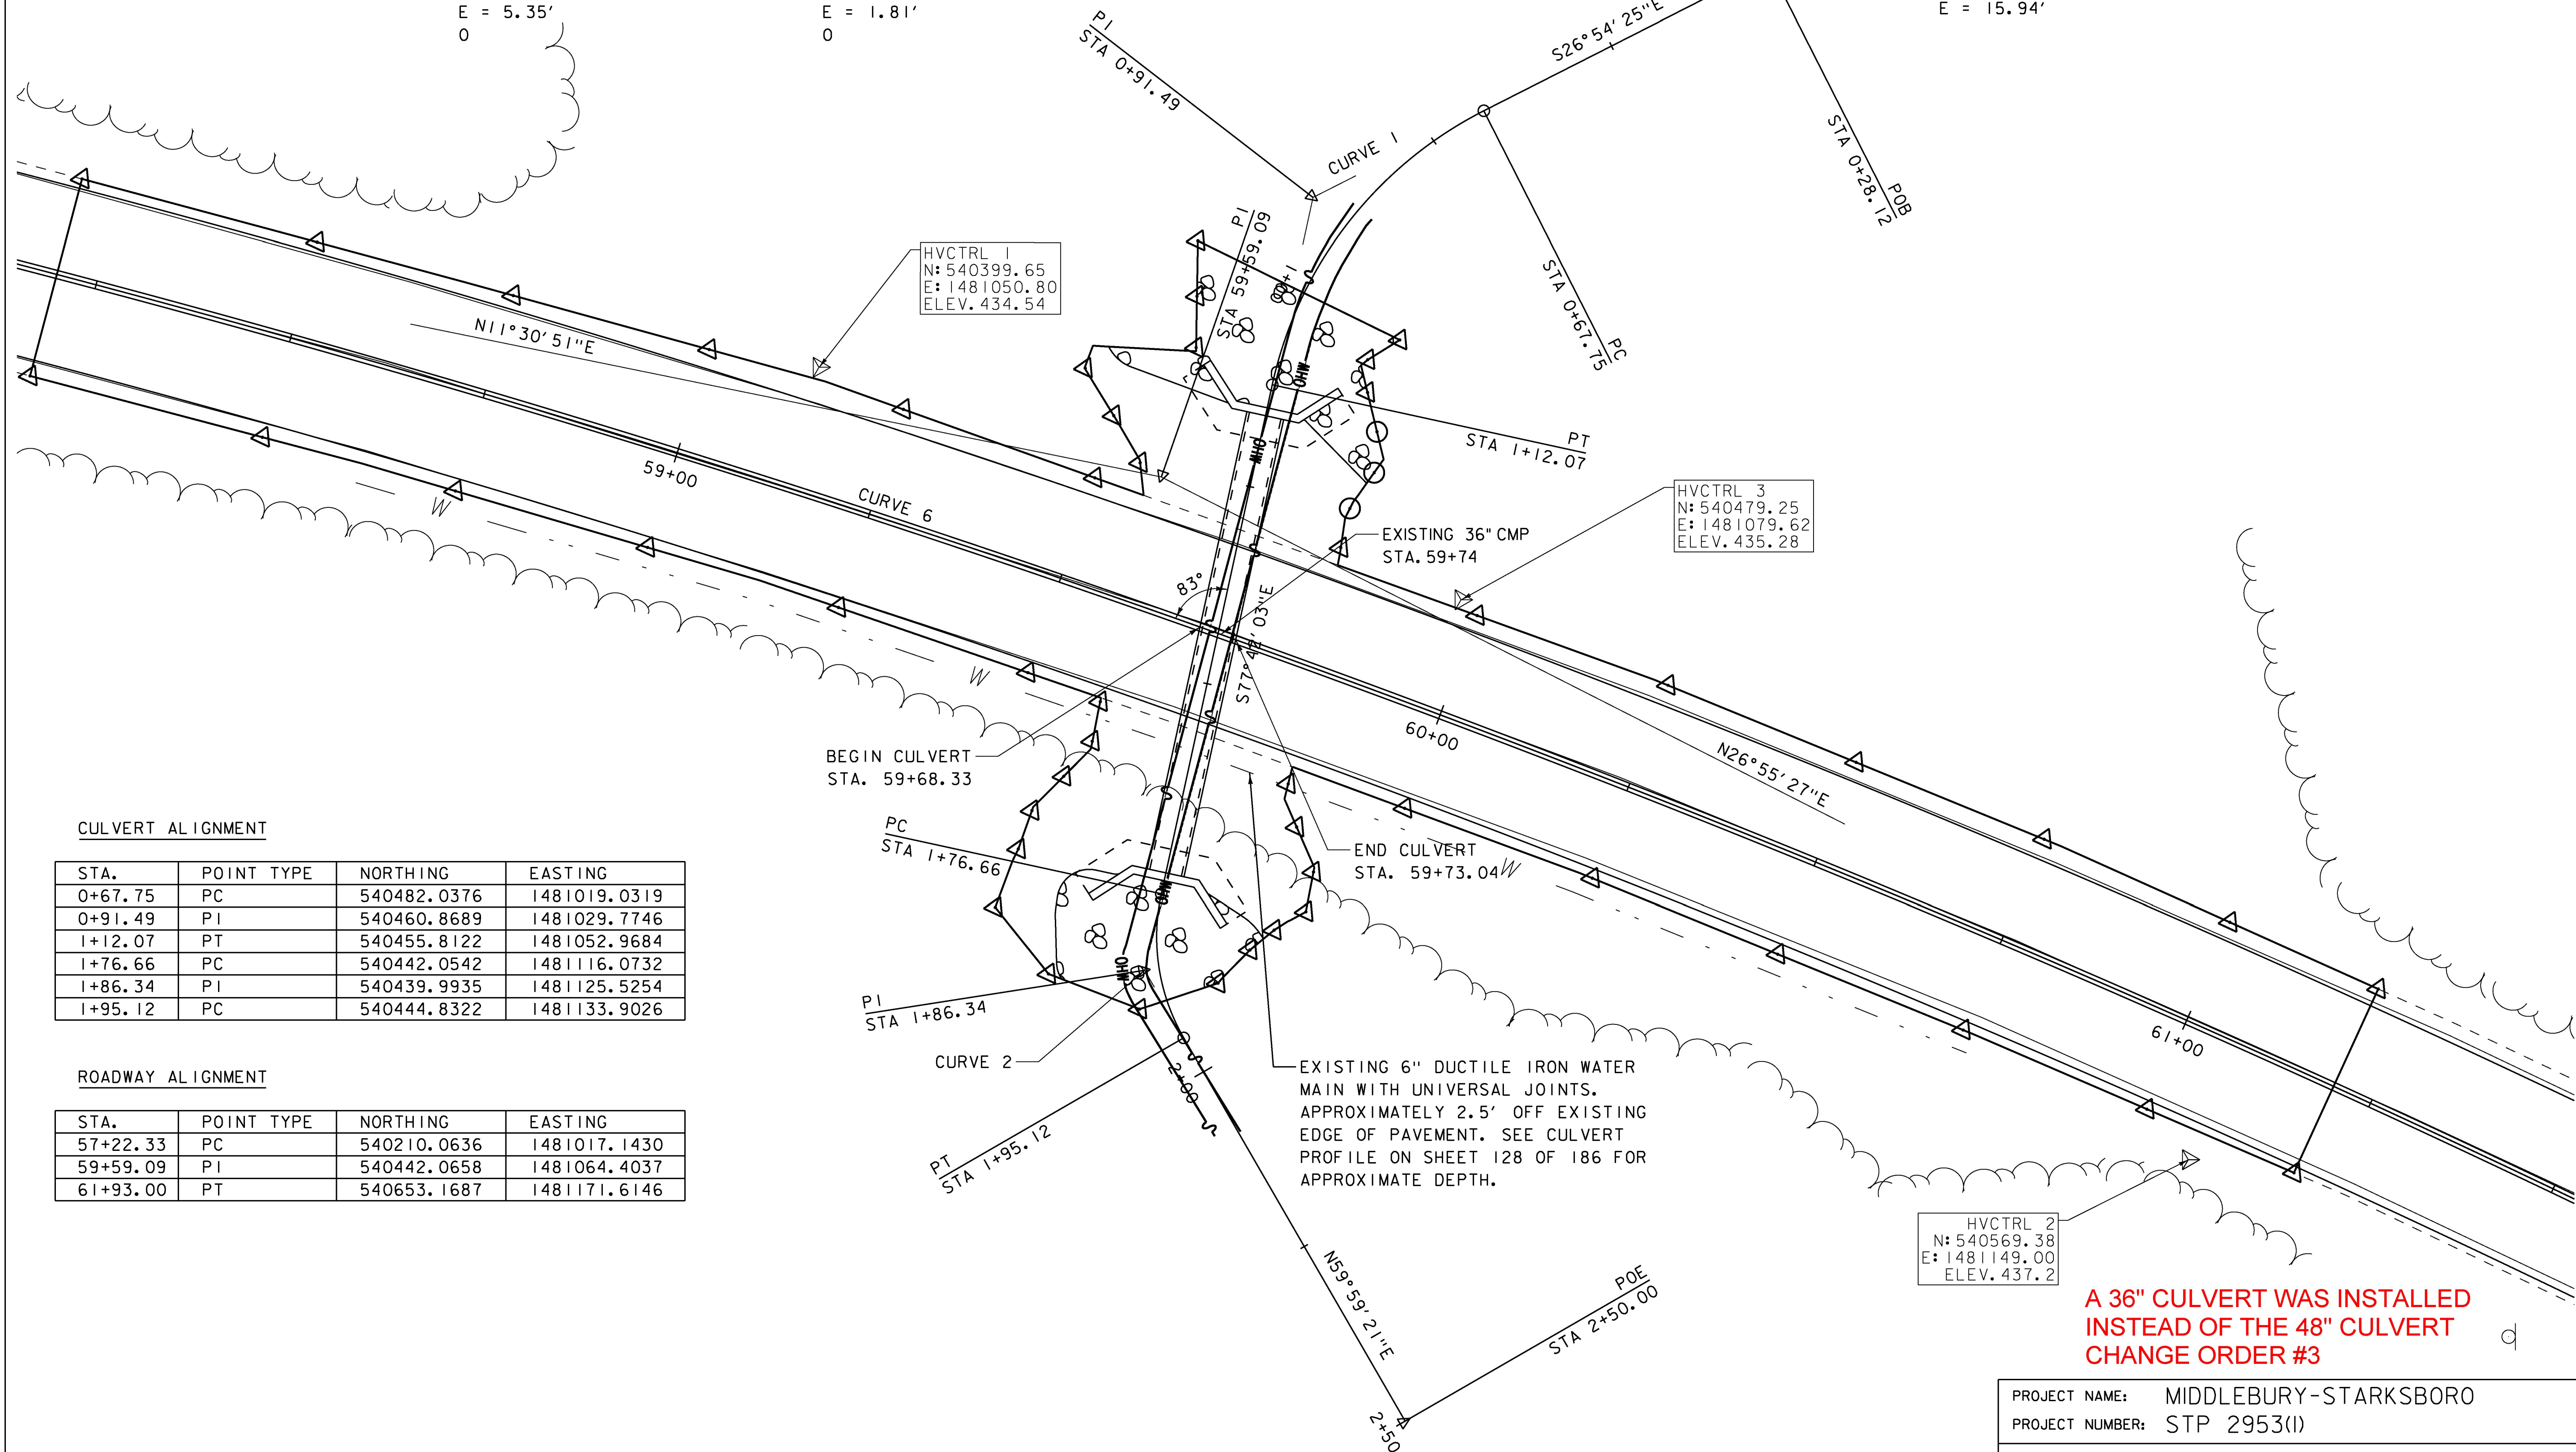 E = 5.35'
O
E = 1.81'
O
E = 15.94'
PI
STA 0+91.49
CURVE 1
S26°54'25"E
STA 0+28.12
POB
STA 0+67.75
PC
PI
STA 59+59.09
HVCTRL 1
N:540399.65
E:1481050.80
ELEV.434.54
N11°30'51"E
1+00
OHW
PT
STA 1+12.07
OHW
59+00
CURVE 6
W
HVCTRL 3
N:540479.25
E:1481079.62
ELEV.435.28
EXISTING 36" CMP
STA.59+74
83°
S77°42'03"E
W
BEGIN CULVERT
STA. 59+68.33
60+00
N26°55'27"E
PC
STA 1+76.66
END CULVERT
STA. 59+73.04
W
OHW
OHW
PI
STA 1+86.34
CURVE 2
2+00
PT
STA 1+95.12
61+00
CULVERT ALIGNMENT
STA. POINT TYPE NORTHING EASTING
0+67.75 PC 540482.0376 1481019.0319
0+91.49 PI 540460.8689 1481029.7746
1+12.07 PT 540455.8122 1481052.9684
1+76.66 PC 540442.0542 1481116.0732
1+86.34 PI 540439.9935 1481125.5254
1+95.12 PC 540444.8322 1481133.9026
ROADWAY ALIGNMENT
STA. POINT TYPE NORTHING EASTING
57+22.33 PC 540210.0636 1481017.1430
59+59.09 PI 540442.0658 1481064.4037
61+93.00 PT 540653.1687 1481171.6146
EXISTING 6" DUCTILE IRON WATER
MAIN WITH UNIVERSAL JOINTS.
APPROXIMATELY 2.5' OFF EXISTING
EDGE OF PAVEMENT. SEE CULVERT
PROFILE ON SHEET 128 OF 186 FOR
APPROXIMATE DEPTH.
HVCTRL 2
N:540569.38
E:1481149.00
ELEV.437.2
N59°59'21"E
POE
STA 2+50.00
2+50
A 36" CULVERT WAS INSTALLED
INSTEAD OF THE 48" CULVERT
CHANGE ORDER #3
PROJECT NAME: MIDDLEBURY-STARKSBORO
PROJECT NUMBER: STP 2953(1)